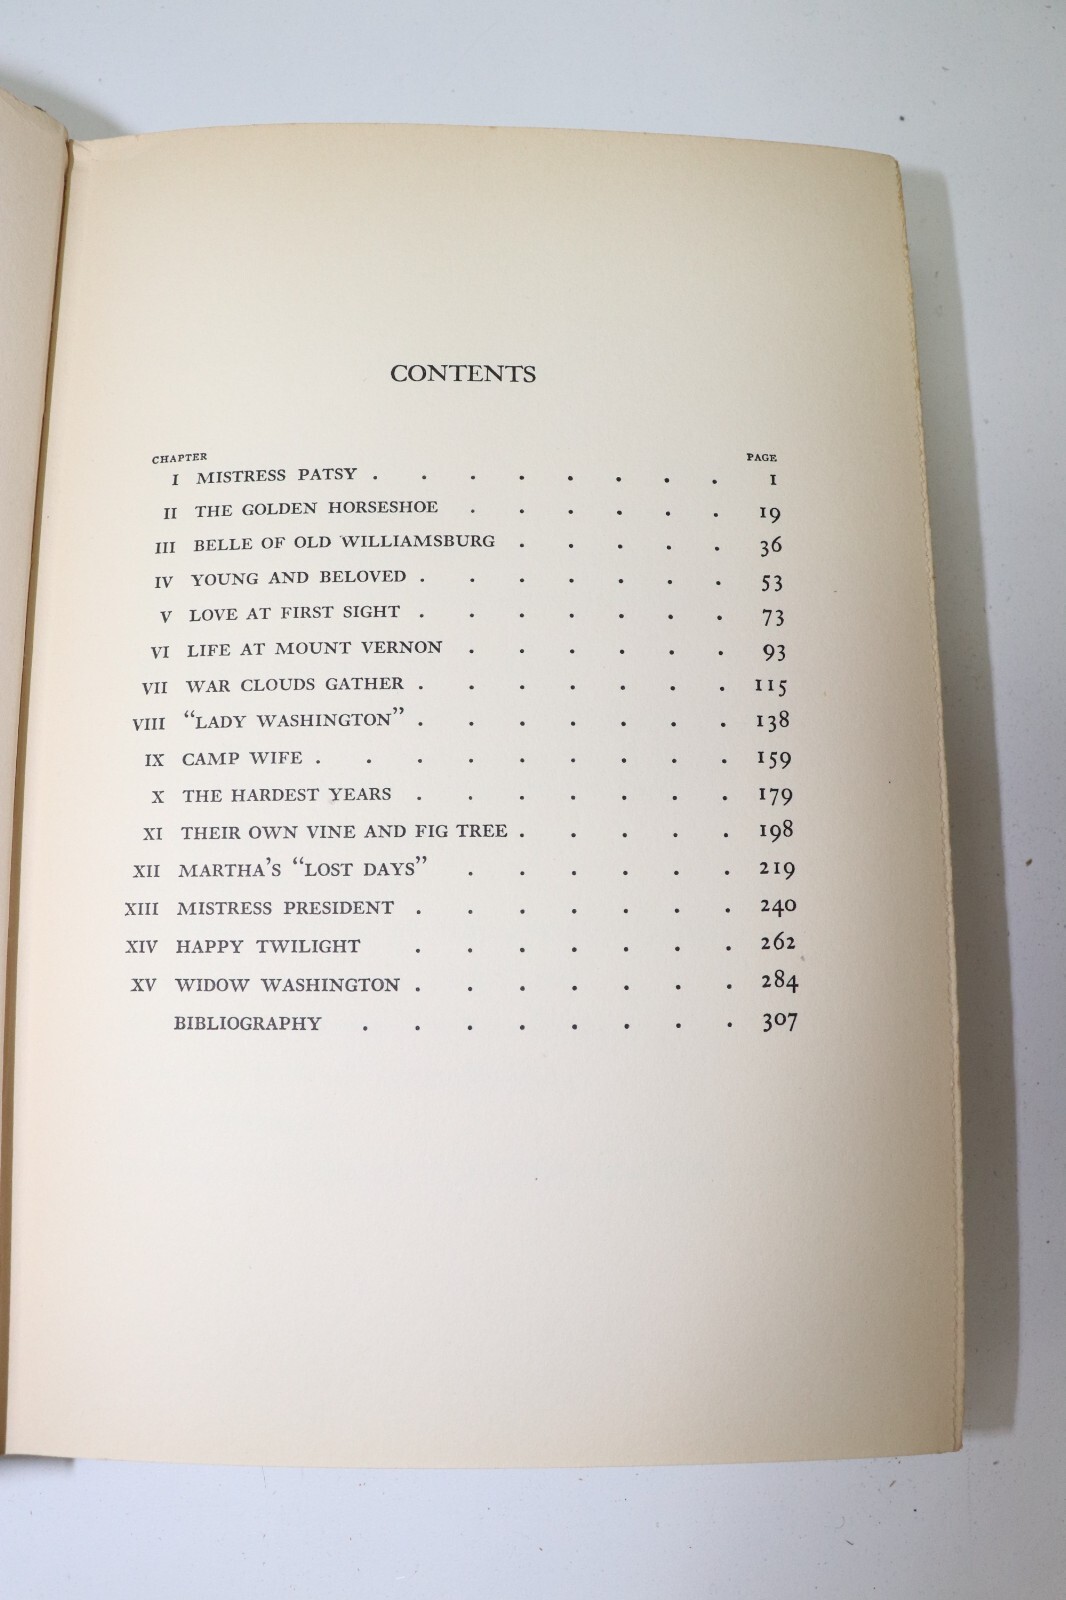 CONTENTS
CHAPTER PAGE
I MISTRESS PATSY . . . . . . . . 1
II THE GOLDEN HORSESHOE . . . . . . 19
III BELLE OF OLD WILLIAMSBURG . . . . . 36
IV YOUNG AND BELOVED . . . . . . . 53
V LOVE AT FIRST SIGHT . . . . . . . 73
VI LIFE AT MOUNT VERNON . . . . . . 93
VII WAR CLOUDS GATHER . . . . . . . 115
VIII “LADY WASHINGTON” . . . . . . . 138
IX CAMP WIFE . . . . . . . . . 159
X THE HARDEST YEARS . . . . . . . 179
XI THEIR OWN VINE AND FIG TREE . . . . . 198
XII MARTHA’S “LOST DAYS” . . . . . . 219
XIII MISTRESS PRESIDENT . . . . . . . 240
XIV HAPPY TWILIGHT . . . . . . . 262
XV WIDOW WASHINGTON . . . . . . . 284
BIBLIOGRAPHY . . . . . . . . 307